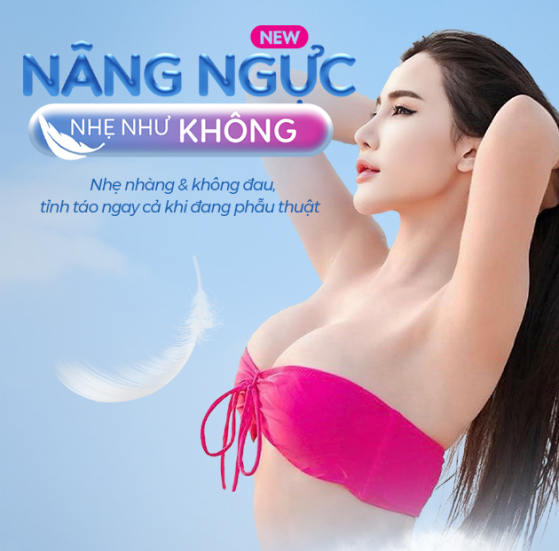 NEW
NÂNG NGỰC
NHẸ NHƯ KHÔNG
Nhẹ nhàng & không đau,
tỉnh táo ngay cả khi đang phẫu thuật